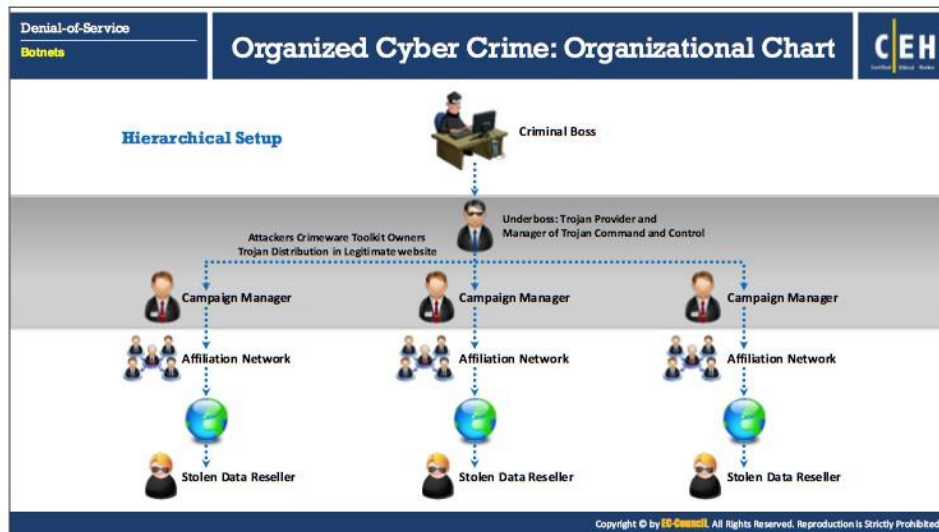 Denial-of-Service
Botnets
Organized Cyber Crime: Organizational Chart
C|EH
Certified Ethical Hacker
Hierarchical Setup
Criminal Boss
Underboss: Trojan Provider and
Manager of Trojan Command and Control
Attackers Crimeware Toolkit Owners
Trojan Distribution in Legitimate website
Campaign Manager
Campaign Manager
Campaign Manager
Affiliation Network
Affiliation Network
Affiliation Network
Stolen Data Reseller
Stolen Data Reseller
Stolen Data Reseller
Copyright © by EC-Council. All Rights Reserved. Reproduction is Strictly Prohibited